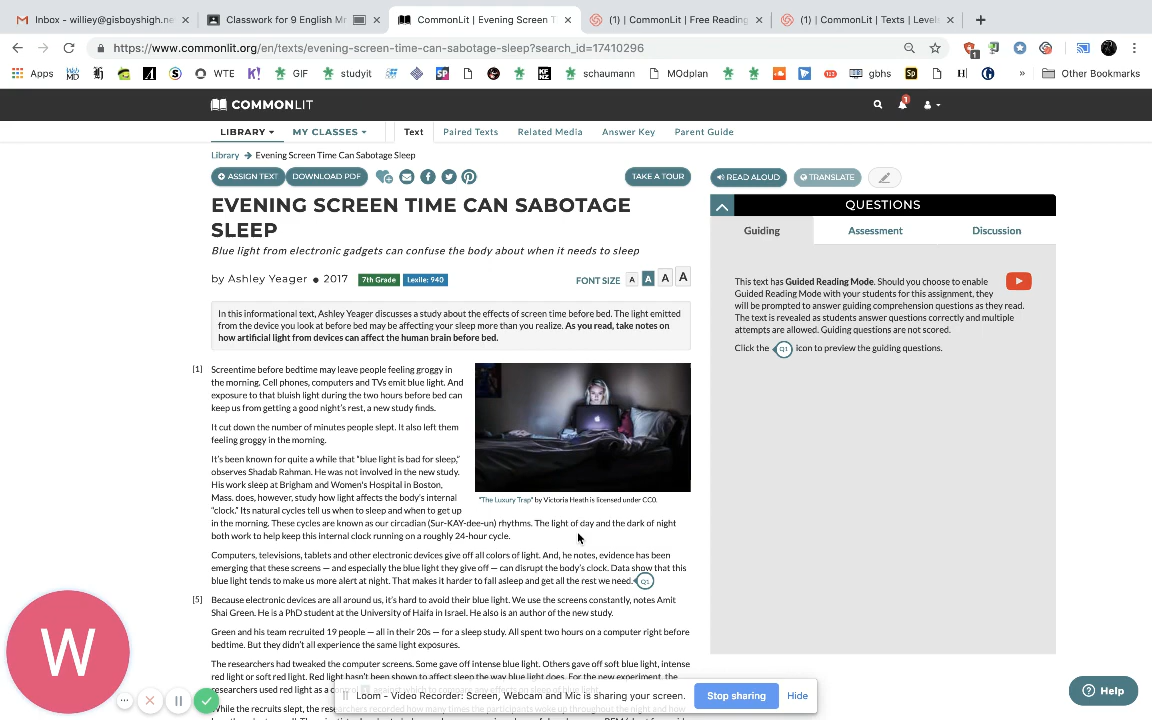 Inbox - williey@gisboyshigh.ne
Classwork for 9 English Mr
CommonLit | Evening Screen T
(1) | CommonLit | Free Reading
(1) | CommonLit | Texts | Levels
https://www.commonlit.org/en/texts/evening-screen-time-can-sabotage-sleep?search_id=17410296
Apps WTE GIF studyit schaumann MOdplan gbhs » Other Bookmarks
COMMONLIT
LIBRARY MY CLASSES Text Paired Texts Related Media Answer Key Parent Guide
Library → Evening Screen Time Can Sabotage Sleep
ASSIGN TEXT DOWNLOAD PDF TAKE A TOUR READ ALOUD TRANSLATE
EVENING SCREEN TIME CAN SABOTAGE
SLEEP
Blue light from electronic gadgets can confuse the body about when it needs to sleep
by Ashley Yeager ● 2017 7th Grade Lexile: 940 FONT SIZE A A A A
In this informational text, Ashley Yeager discusses a study about the effects of screen time before bed. The light emitted
from the device you look at before bed may be affecting your sleep more than you realize. As you read, take notes on
how artificial light from devices can affect the human brain before bed.
[1] Screentime before bedtime may leave people feeling groggy in
the morning. Cell phones, computers and TVs emit blue light. And
exposure to that bluish light during the two hours before bed can
keep us from getting a good night's rest, a new study finds.
It cut down the number of minutes people slept. It also left them
feeling groggy in the morning.
It's been known for quite a while that "blue light is bad for sleep,"
observes Shadab Rahman. He was not involved in the new study.
His work sleep at Brigham and Women's Hospital in Boston,
Mass. does, however, study how light affects the body's internal
"clock." Its natural cycles tell us when to sleep and when to get up
in the morning. These cycles are known as our circadian (Sur-KAY-dee-un) rhythms. The light of day and the dark of night
both work to help keep this internal clock running on a roughly 24-hour cycle.
"The Luxury Trap" by Victoria Heath is licensed under CC0.
Computers, televisions, tablets and other electronic devices give off all colors of light. And, he notes, evidence has been
emerging that these screens — and especially the blue light they give off — can disrupt the body's clock. Data show that this
blue light tends to make us more alert at night. That makes it harder to fall asleep and get all the rest we need. Q1
[5] Because electronic devices are all around us, it's hard to avoid their blue light. We use the screens constantly, notes Amit
Shai Green. He is a PhD student at the University of Haifa in Israel. He also is an author of the new study.
Green and his team recruited 19 people — all in their 20s — for a sleep study. All spent two hours on a computer right before
bedtime. But they didn't all experience the same light exposures.
The researchers had tweaked the computer screens. Some gave off intense blue light. Others gave off soft blue light, intense
red light or soft red light. Red light hasn't been shown to affect sleep the way blue light does. For the new experiment, the
researchers used red light as a
While the recruits slept, the
QUESTIONS
Guiding Assessment Discussion
This text has Guided Reading Mode. Should you choose to enable
Guided Reading Mode with your students for this assignment, they
will be prompted to answer guiding comprehension questions as they read.
The text is revealed as students answer questions correctly and multiple
attempts are allowed. Guiding questions are not scored.
Click the Q1 icon to preview the guiding questions.
W
Loom - Video Recorder: Screen, Webcam and Mic is sharing your screen. Stop sharing Hide
Help